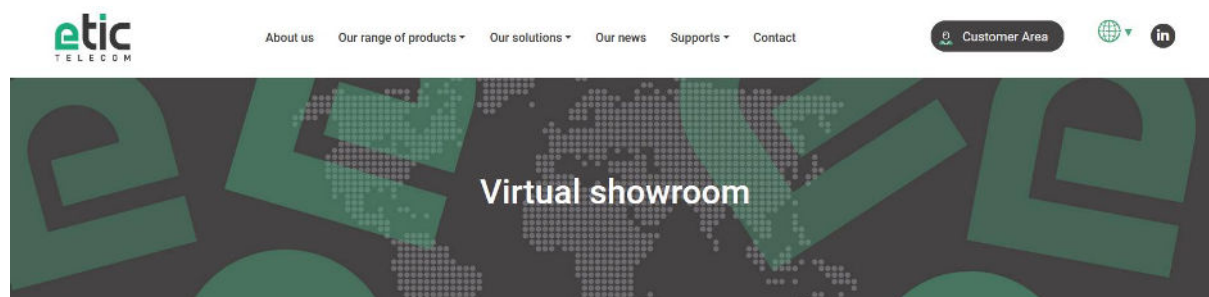 etic
TELECOM
About us Our range of products Our solutions Our news Supports Contact Customer Area in
Virtual showroom